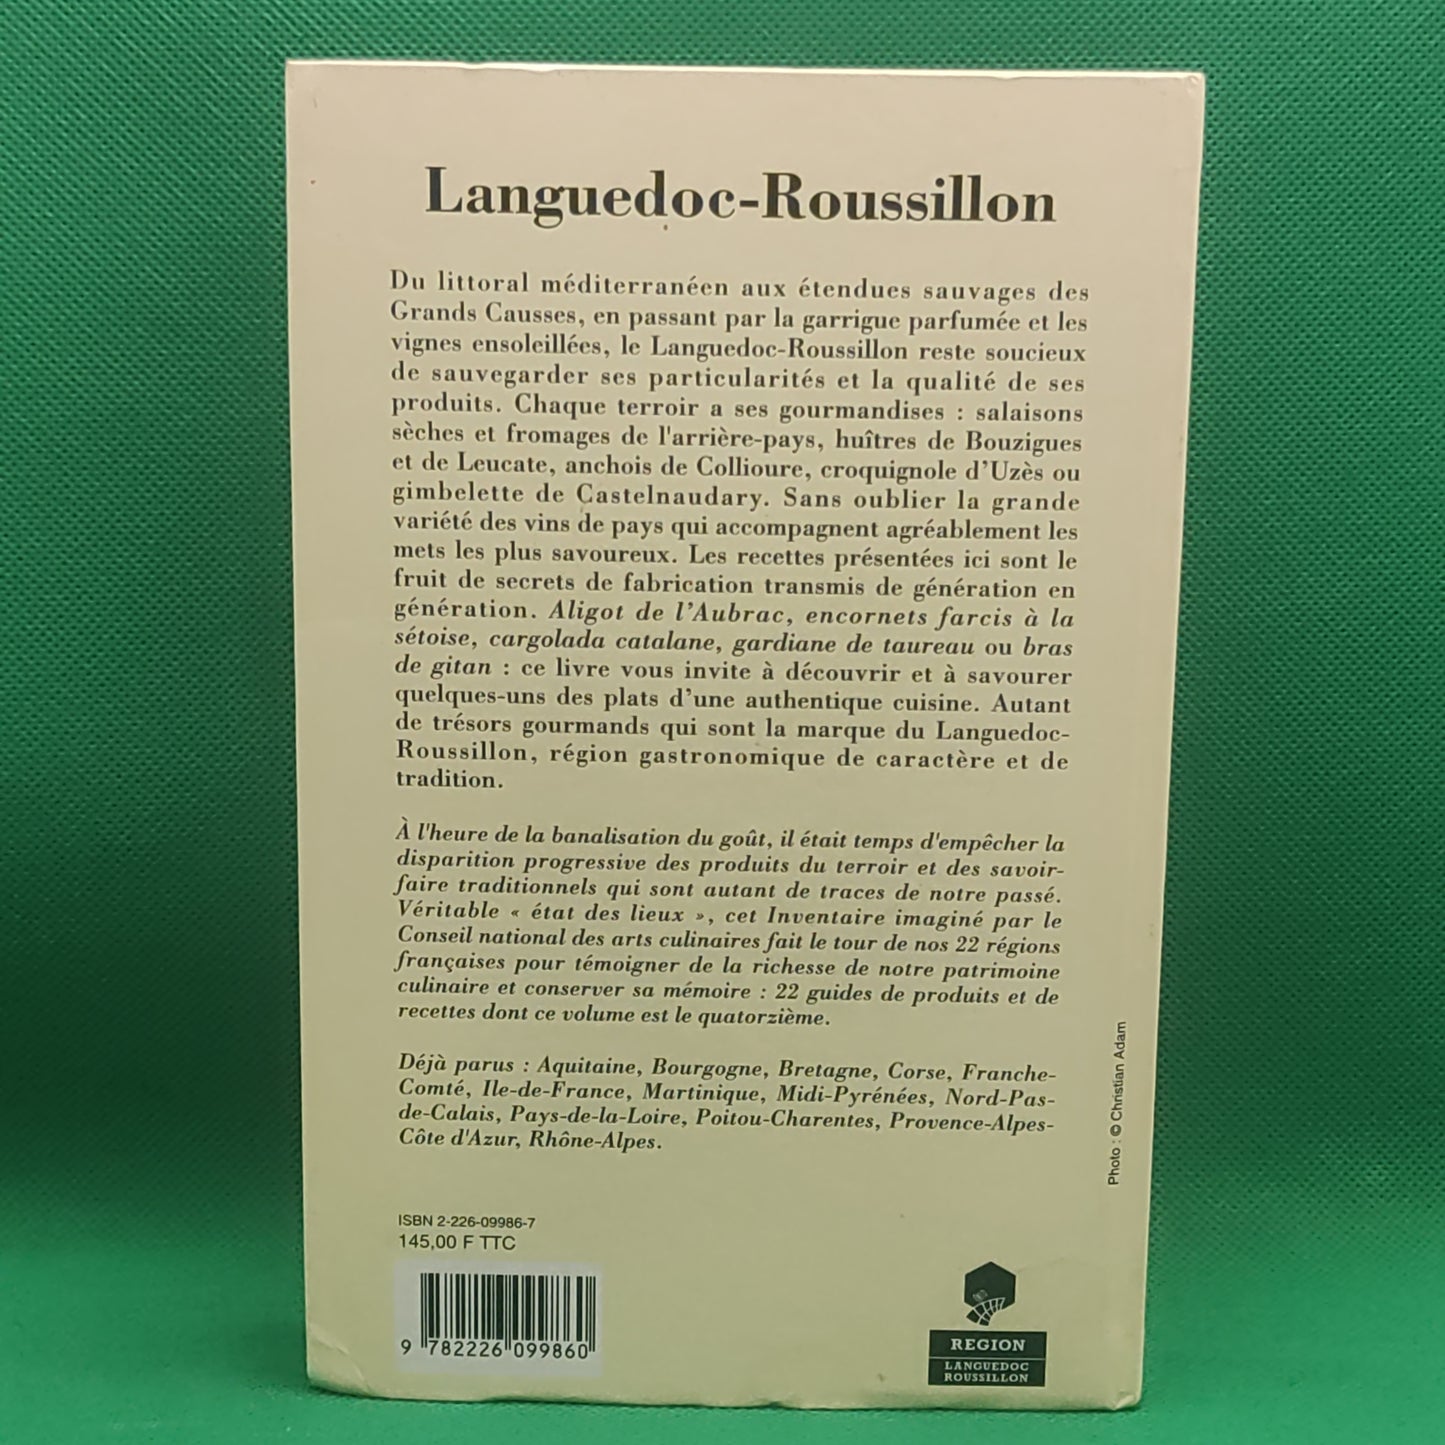 Languedoc-Roussillon
Du littoral méditerranéen aux étendues sauvages des
Grands Causses, en passant par la garrigue parfumée et les
vignes ensoleillées, le Languedoc-Roussillon reste soucieux
de sauvegarder ses particularités et la qualité de ses
produits. Chaque terroir a ses gourmandises : salaisons
sèches et fromages de l'arrière-pays, huîtres de Bouzigues
et de Leucate, anchois de Collioure, croquignole d'Uzès ou
gimbelette de Castelnaudary. Sans oublier la grande
variété des vins de pays qui accompagnent agréablement les
mets les plus savoureux. Les recettes présentées ici sont le
fruit de secrets de fabrication transmis de génération en
génération. Aligot de l'Aubrac, encornets farcis à la
sétoise, cargolada catalane, gardiane de taureau ou bras
de gitan : ce livre vous invite à découvrir et à savourer
quelques-uns des plats d'une authentique cuisine. Autant
de trésors gourmands qui sont la marque du Languedoc-
Roussillon, région gastronomique de caractère et de
tradition.
À l'heure de la banalisation du goût, il était temps d'empêcher la
disparition progressive des produits du terroir et des savoir-
faire traditionnels qui sont autant de traces de notre passé.
Véritable « état des lieux », cet Inventaire imaginé par le
Conseil national des arts culinaires fait le tour de nos 22 régions
françaises pour témoigner de la richesse de notre patrimoine
culinaire et conserver sa mémoire : 22 guides de produits et de
recettes dont ce volume est le quatorzième.
Déjà parus : Aquitaine, Bourgogne, Bretagne, Corse, Franche-
Comté, Ile-de-France, Martinique, Midi-Pyrénées, Nord-Pas-
de-Calais, Pays-de-la-Loire, Poitou-Charentes, Provence-Alpes-
Côte d'Azur, Rhône-Alpes.
Photo : © Christian Adam
ISBN 2-226-09986-7
145,00 F TTC
9 782226 099860
REGION
LANGUEDOC
ROUSSILLON